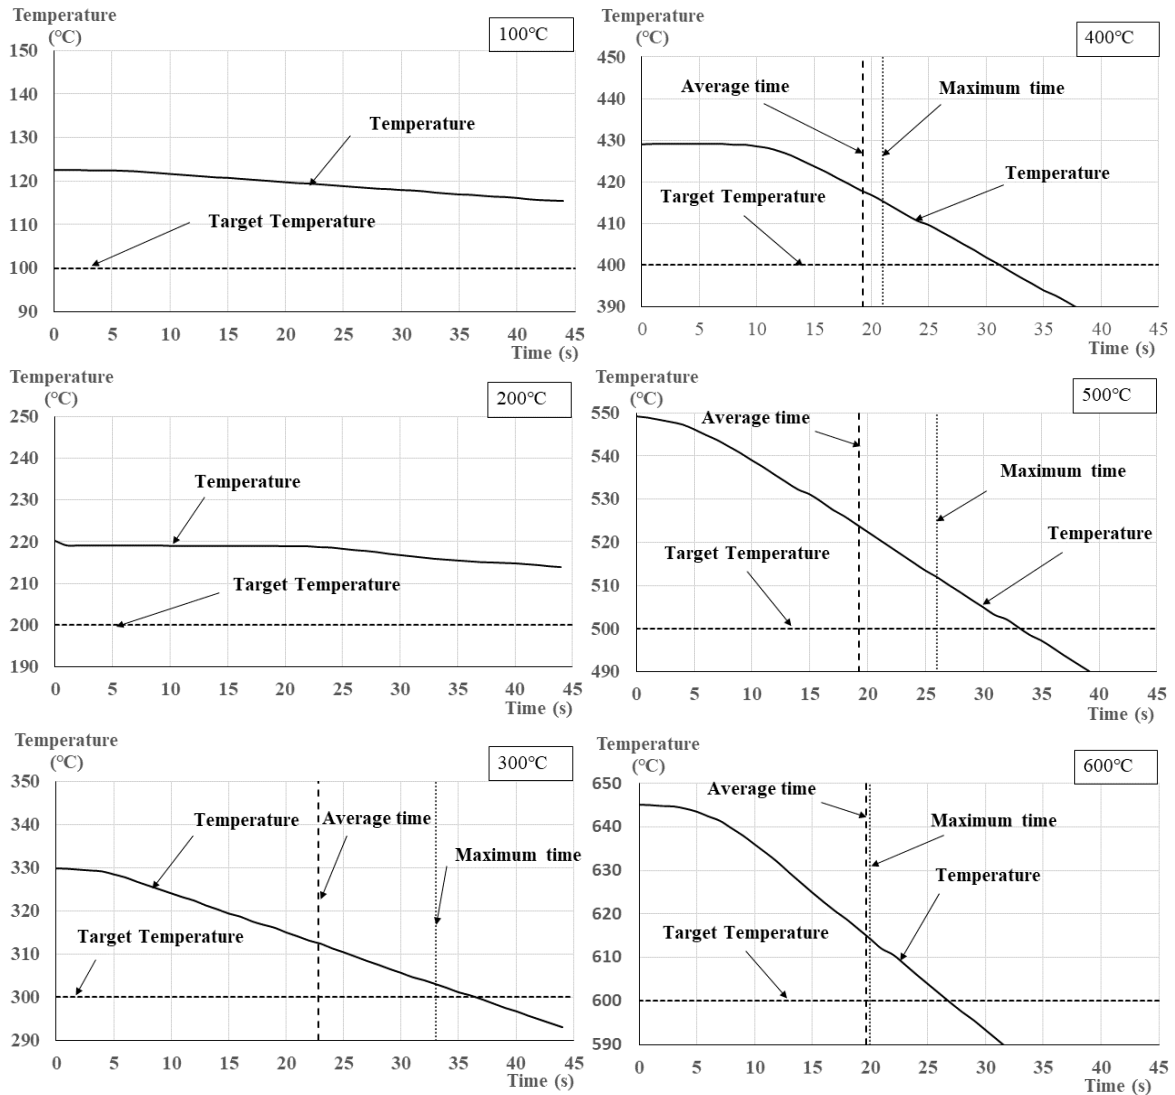 Temperature
(℃)
100℃
150
140
130
120
110
100
90
Temperature
Target Temperature
0 5 10 15 20 25 30 35 40 45
Time (s)
Temperature
(℃)
400℃
450
440
430
420
410
400
390
Average time
Maximum time
Target Temperature
Temperature
0 5 10 15 20 25 30 35 40 45
Time (s)
Temperature
(℃)
200℃
250
240
230
220
210
200
190
Temperature
Target Temperature
0 5 10 15 20 25 30 35 40 45
Time (s)
Temperature
(℃)
500℃
550
540
530
520
510
500
490
Average time
Maximum time
Target Temperature
Temperature
0 5 10 15 20 25 30 35 40 45
Time (s)
Temperature
(℃)
300℃
350
340
330
320
310
300
290
Temperature
Average time
Maximum time
Target Temperature
0 5 10 15 20 25 30 35 40 45
Time (s)
Temperature
(℃)
600℃
650
640
630
620
610
600
590
Average time
Maximum time
Temperature
Target Temperature
0 5 10 15 20 25 30 35 40 45
Time (s)